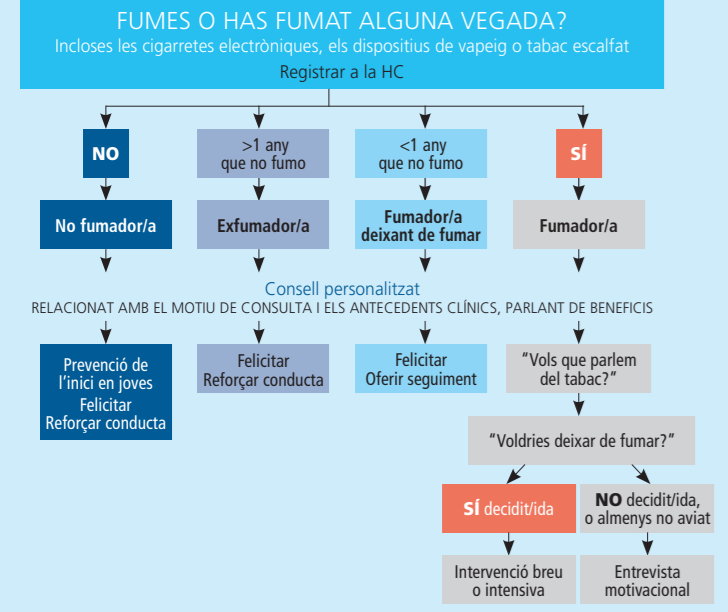 FUMES O HAS FUMAT ALGUNA VEGADA?
Incloses les cigarretes electròniques, els dispositius de vapeig o tabac escalfat
Registrar a la HC
NO
>1 any
que no fumo
<1 any
que no fumo
SÍ
No fumador/a
Exfumador/a
Fumador/a
deixant de fumar
Fumador/a
Consell personalitzat
RELACIONAT AMB EL MOTIU DE CONSULTA I ELS ANTECEDENTS CLÍNICS, PARLANT DE BENEFICIS
Prevenció de
l'inici en joves
Felicitar
Reforçar conducta
Felicitar
Reforçar conducta
Felicitar
Oferir seguiment
“Vols que parlem
del tabac?”
“Voldries deixar de fumar?”
SÍ decidit/ida
NO decidit/ida,
o almenys no aviat
Intervenció breu
o intensiva
Entrevista
motivacional